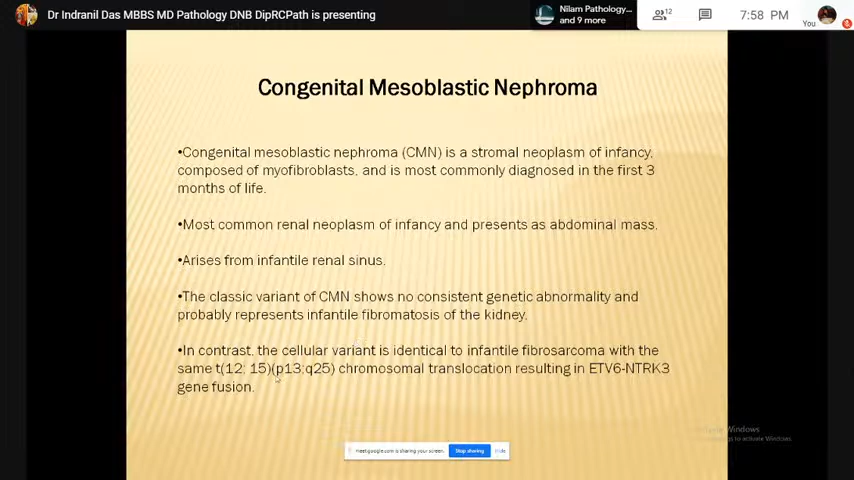 Dr Indranil Das MBBS MD Pathology DNB DipRCPath is presenting
Nilam Pathology...
and 9 more
12
7:58 PM
You
Congenital Mesoblastic Nephroma
•Congenital mesoblastic nephroma (CMN) is a stromal neoplasm of infancy,
composed of myofibroblasts, and is most commonly diagnosed in the first 3
months of life.
•Most common renal neoplasm of infancy and presents as abdominal mass.
•Arises from infantile renal sinus.
•The classic variant of CMN shows no consistent genetic abnormality and
probably represents infantile fibromatosis of the kidney.
•In contrast, the cellular variant is identical to infantile fibrosarcoma with the
same t(12; 15)(p13;q25) chromosomal translocation resulting in ETV6-NTRK3
gene fusion.
Windows
to activate Windows.
meet.google.com is sharing your screen.
Stop sharing
Hide